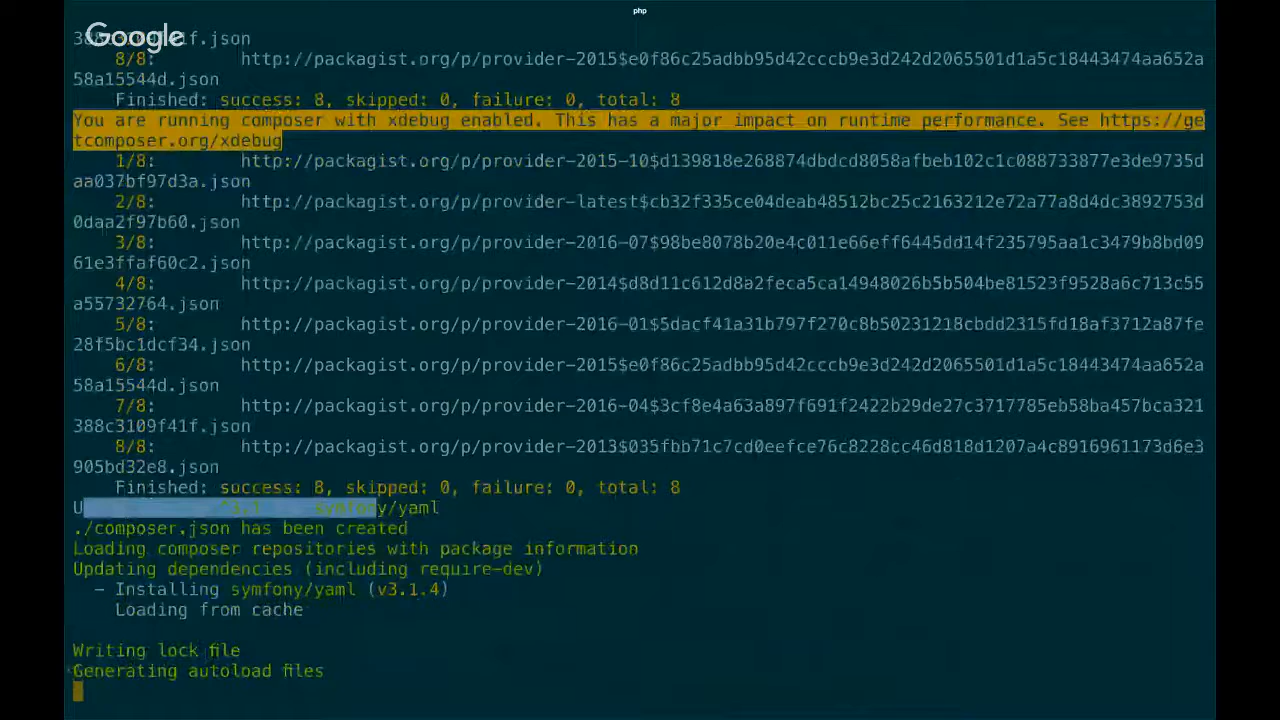 php
Google
8/8: http://packagist.org/p/provider-2015$e0f86c25adbb95d42cccb9e3d242d2065501d1a5c18443474aa652a
58a15544d.json
Finished: success: 8, skipped: 0, failure: 0, total: 8
You are running composer with xdebug enabled. This has a major impact on runtime performance. See https://ge
tcomposer.org/xdebug
1/8: http://packagist.org/p/provider-2015-10$d139818e268874dbdcd8058afbeb102c1c088733877e3de9735d
aa037bf97d3a.json
2/8: http://packagist.org/p/provider-latest$cb32f335ce04deab48512bc25c2163212e72a77a8d4dc3892753d
0daa2f97b60.json
3/8: http://packagist.org/p/provider-2016-07$98be8078b20e4c011e66eff6445dd14f235795aa1c3479b8bd09
61e3ffaf60c2.json
4/8: http://packagist.org/p/provider-2014$d8d11c612d8a2feca5ca14948026b5b504be81523f9528a6c713c55
a55732764.json
5/8: http://packagist.org/p/provider-2016-01$5dacf41a31b797f270c8b50231218cbdd2315fd18af3712a87fe
28f5bc1dcf34.json
6/8: http://packagist.org/p/provider-2015$e0f86c25adbb95d42cccb9e3d242d2065501d1a5c18443474aa652a
58a15544d.json
7/8: http://packagist.org/p/provider-2016-04$3cf8e4a63a897f691f2422b29de27c3717785eb58ba457bca321
388c3109f41f.json
8/8: http://packagist.org/p/provider-2013$035fbb71c7cd0eefce76c8228cc46d818d1207a4c8916961173d6e3
905bd32e8.json
Finished: success: 8, skipped: 0, failure: 0, total: 8
^3.1 symfony/yaml
./composer.json has been created
Loading composer repositories with package information
Updating dependencies (including require-dev)
- Installing symfony/yaml (v3.1.4)
Loading from cache
Writing lock file
Generating autoload files